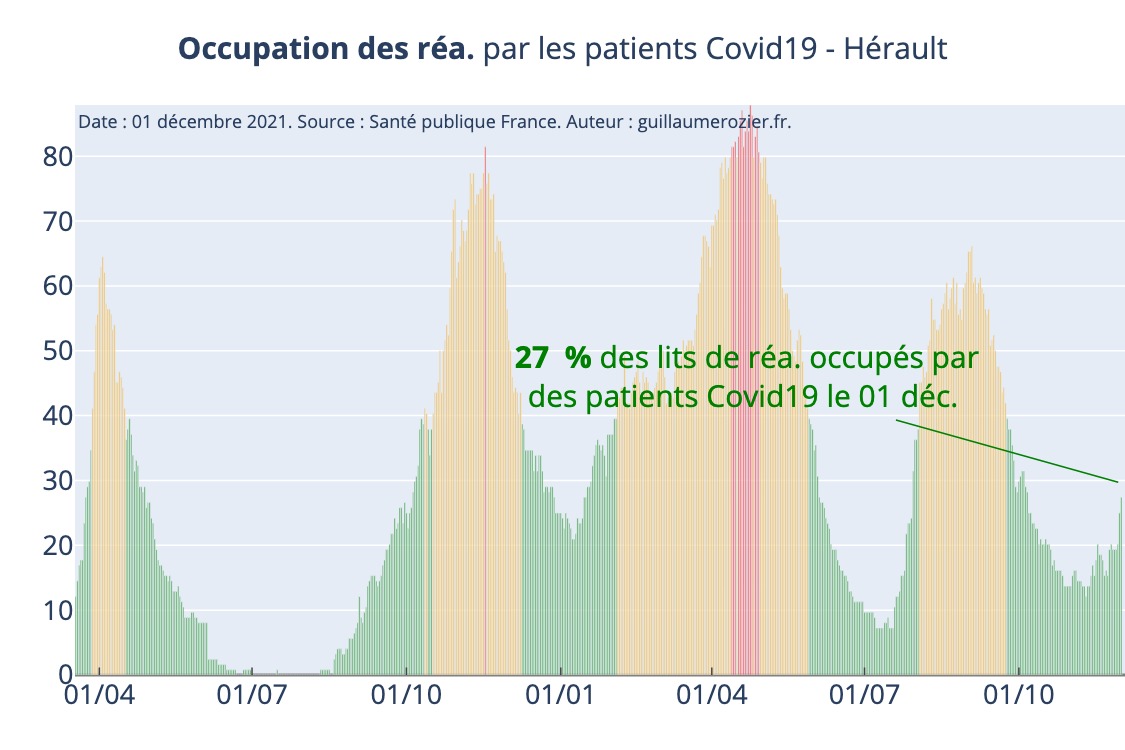 Occupation des réa. par les patients Covid19 - Hérault
Date : 01 décembre 2021. Source : Santé publique France. Auteur : guillaumerozier.fr.
80
70
60
50
40
30
20
10
0
27 % des lits de réa. occupés par
des patients Covid19 le 01 déc.
01/04 01/07 01/10 01/01 01/04 01/07 01/10